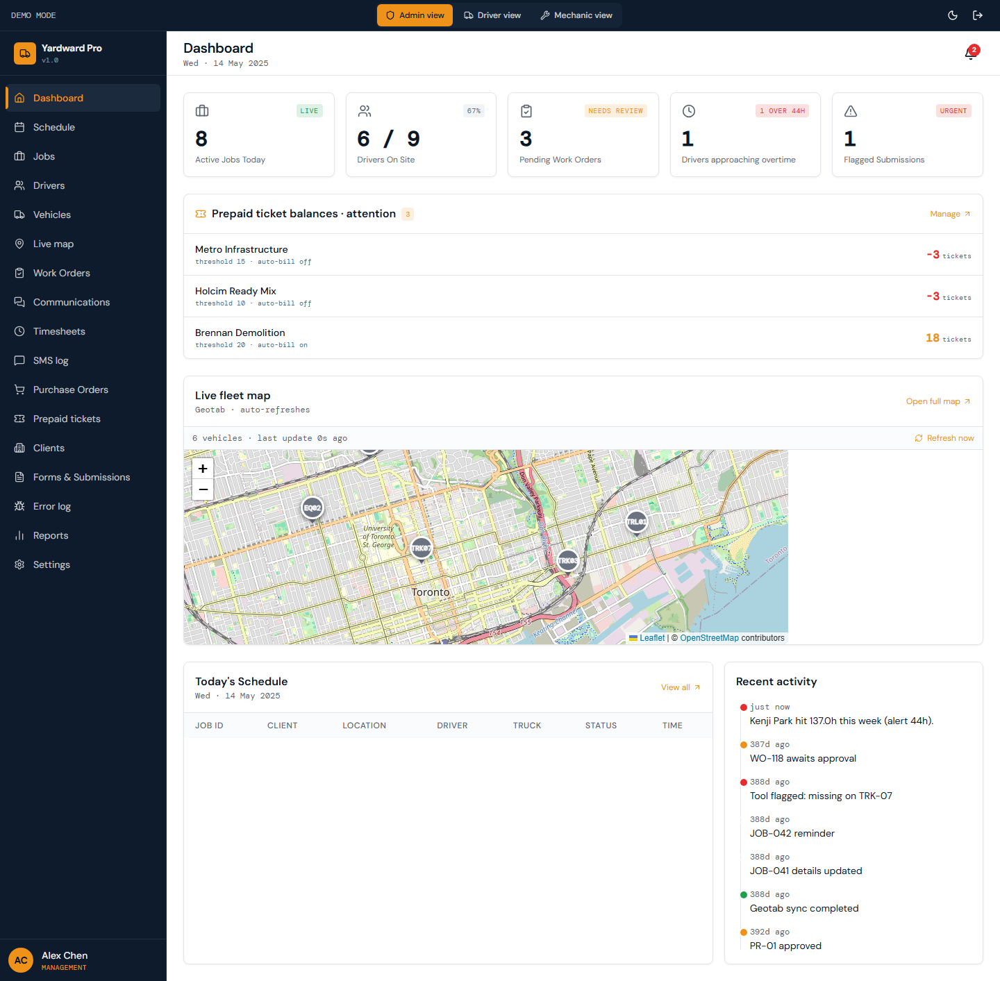 DEMO MODE
Admin view
Driver view
Mechanic view
Yardward Pro
v1.0
Dashboard
Schedule
Jobs
Drivers
Vehicles
Live map
Work Orders
Communications
Timesheets
SMS log
Purchase Orders
Prepaid tickets
Clients
Forms & Submissions
Error log
Reports
Settings
AC
Alex Chen
MANAGEMENT
Dashboard
Wed · 14 May 2025
2
LIVE
8
Active Jobs Today
67%
6 / 9
Drivers On Site
NEEDS REVIEW
3
Pending Work Orders
1 OVER 44H
1
Drivers approaching overtime
URGENT
1
Flagged Submissions
Prepaid ticket balances · attention 3
Manage
Metro Infrastructure
threshold 15 · auto-bill off
-3 tickets
Holcim Ready Mix
threshold 10 · auto-bill off
-3 tickets
Brennan Demolition
threshold 20 · auto-bill on
18 tickets
Live fleet map
Geotab · auto-refreshes
Open full map
6 vehicles · last update 0s ago
Refresh now
+
−
EQ02
University
of Toronto,
St. George
TRK07
TRK03
TRL01
Toronto
Don Valley Parkway
Pape Avenue
Keating Channel
154
155
Toronto
Leaflet | © OpenStreetMap contributors
Today's Schedule
Wed · 14 May 2025
View all
JOB ID CLIENT LOCATION DRIVER TRUCK STATUS TIME
Recent activity
just now
Kenji Park hit 137.0h this week (alert 44h).
387d ago
WO-118 awaits approval
388d ago
Tool flagged: missing on TRK-07
388d ago
JOB-042 reminder
388d ago
JOB-041 details updated
388d ago
Geotab sync completed
392d ago
PR-01 approved